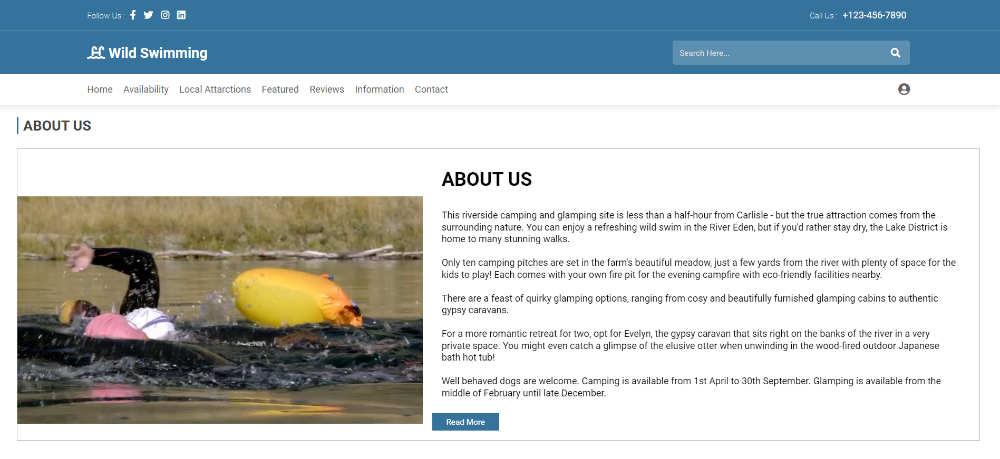 Follow Us :
Call Us : +123-456-7890
Wild Swimming
Search Here...
Home Availability Local Attarctions Featured Reviews Information Contact
ABOUT US
ABOUT US
This riverside camping and glamping site is less than a half-hour from Carlisle - but the true attraction comes from the
surrounding nature. You can enjoy a refreshing wild swim in the River Eden, but if you'd rather stay dry, the Lake District is
home to many stunning walks.
Only ten camping pitches are set in the farm's beautiful meadow, just a few yards from the river with plenty of space for the
kids to play! Each comes with your own fire pit for the evening campfire with eco-friendly facilities nearby.
There are a feast of quirky glamping options, ranging from cosy and beautifully furnished glamping cabins to authentic
gypsy caravans.
For a more romantic retreat for two, opt for Evelyn, the gypsy caravan that sits right on the banks of the river in a very
private space. You might even catch a glimpse of the elusive otter when unwinding in the wood-fired outdoor Japanese
bath hot tub!
Well behaved dogs are welcome. Camping is available from 1st April to 30th September. Glamping is available from the
middle of February until late December.
Read More